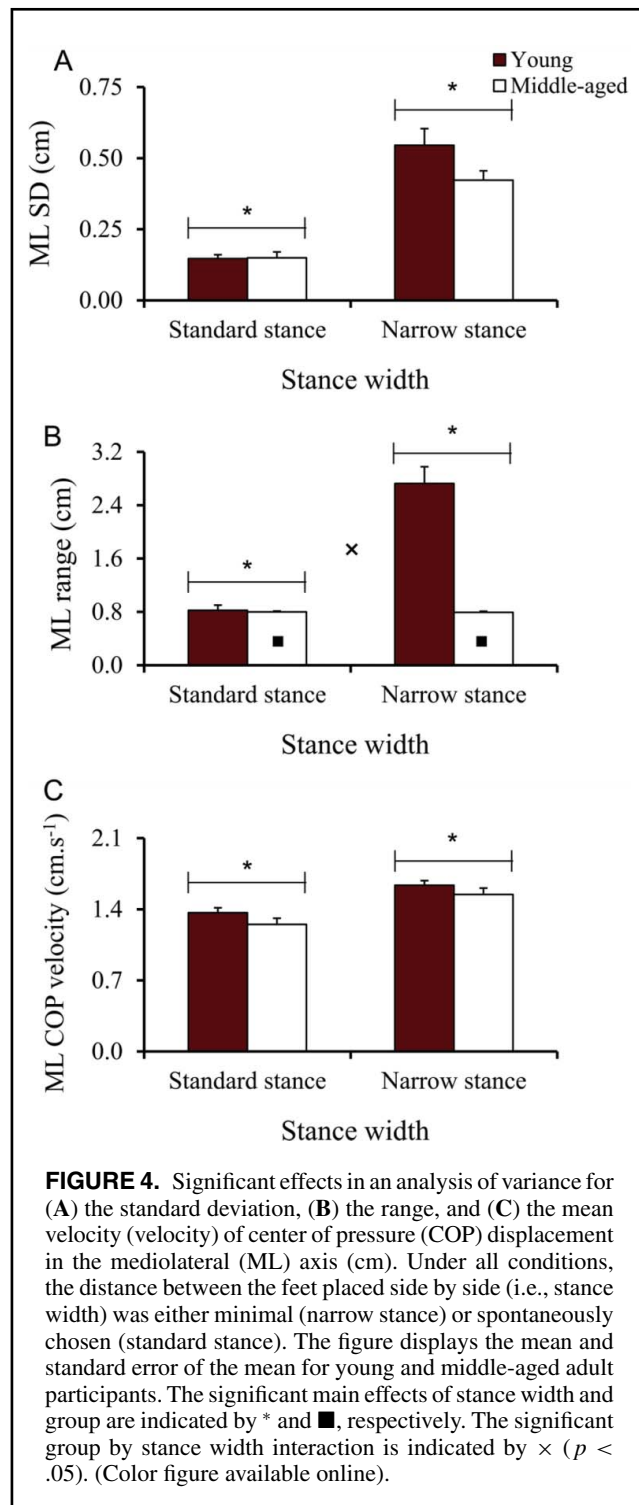 A
Young
Middle-aged
0.75
*
0.50
ML SD (cm)
0.25
*
0.00
Standard stance
Narrow stance
Stance width
B
3.2
*
2.4
ML range (cm)
1.6
×
*
0.8
■
■
0.0
Standard stance
Narrow stance
Stance width
C
2.1
*
*
1.4
ML COP velocity (cm.s⁻¹)
0.7
0.0
Standard stance
Narrow stance
Stance width
FIGURE 4. Significant effects in an analysis of variance for
(A) the standard deviation, (B) the range, and (C) the mean
velocity (velocity) of center of pressure (COP) displacement
in the mediolateral (ML) axis (cm). Under all conditions,
the distance between the feet placed side by side (i.e., stance
width) was either minimal (narrow stance) or spontaneously
chosen (standard stance). The figure displays the mean and
standard error of the mean for young and middle-aged adult
participants. The significant main effects of stance width and
group are indicated by * and ■, respectively. The significant
group by stance width interaction is indicated by × (p <
.05). (Color figure available online).